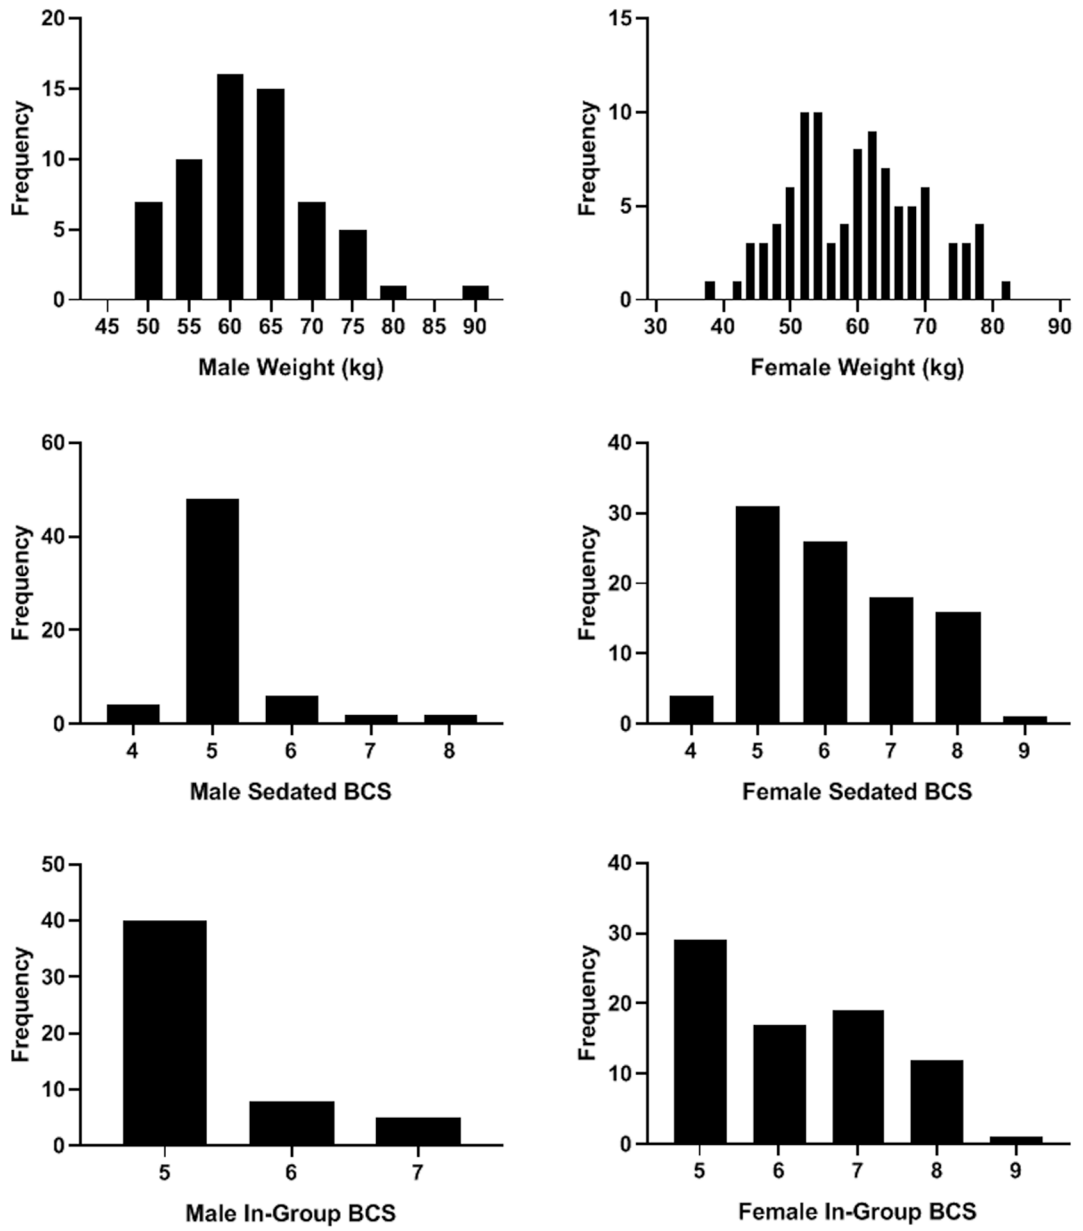 20
15
10
5
0
Frequency
45 50 55 60 65 70 75 80 85 90
Male Weight (kg)
15
10
5
0
Frequency
30 40 50 60 70 80 90
Female Weight (kg)
60
40
20
0
Frequency
4 5 6 7 8
Male Sedated BCS
40
30
20
10
0
Frequency
4 5 6 7 8 9
Female Sedated BCS
50
40
30
20
10
0
Frequency
5 6 7
Male In-Group BCS
40
30
20
10
0
Frequency
5 6 7 8 9
Female In-Group BCS